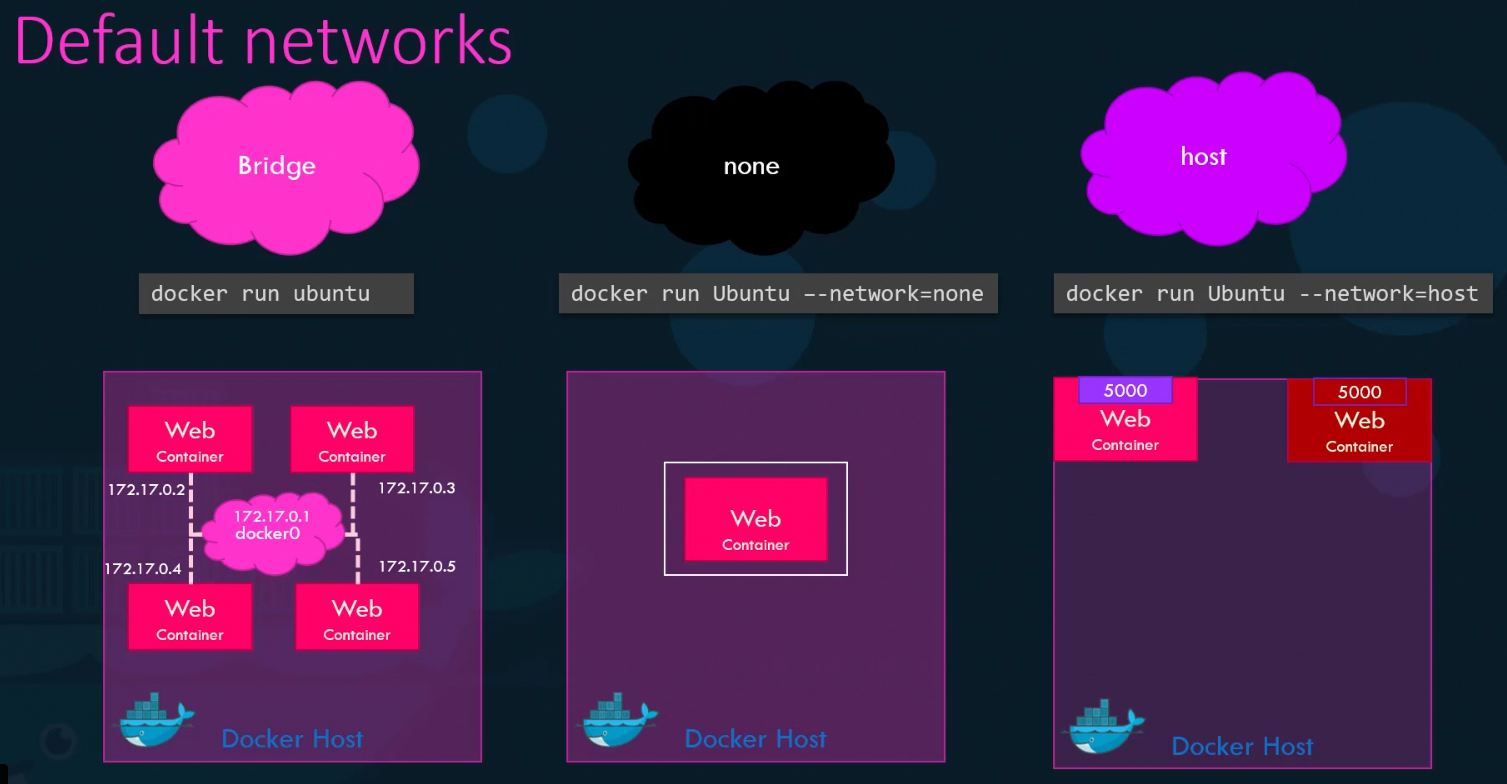 Default networks
Bridge
none
host
docker run ubuntu
docker run Ubuntu –-network=none
docker run Ubuntu --network=host
Web
Container
Web
Container
172.17.0.2
172.17.0.3
172.17.0.1
docker0
172.17.0.4
172.17.0.5
Web
Container
Web
Container
Docker Host
Web
Container
Docker Host
5000
Web
Container
5000
Web
Container
Docker Host